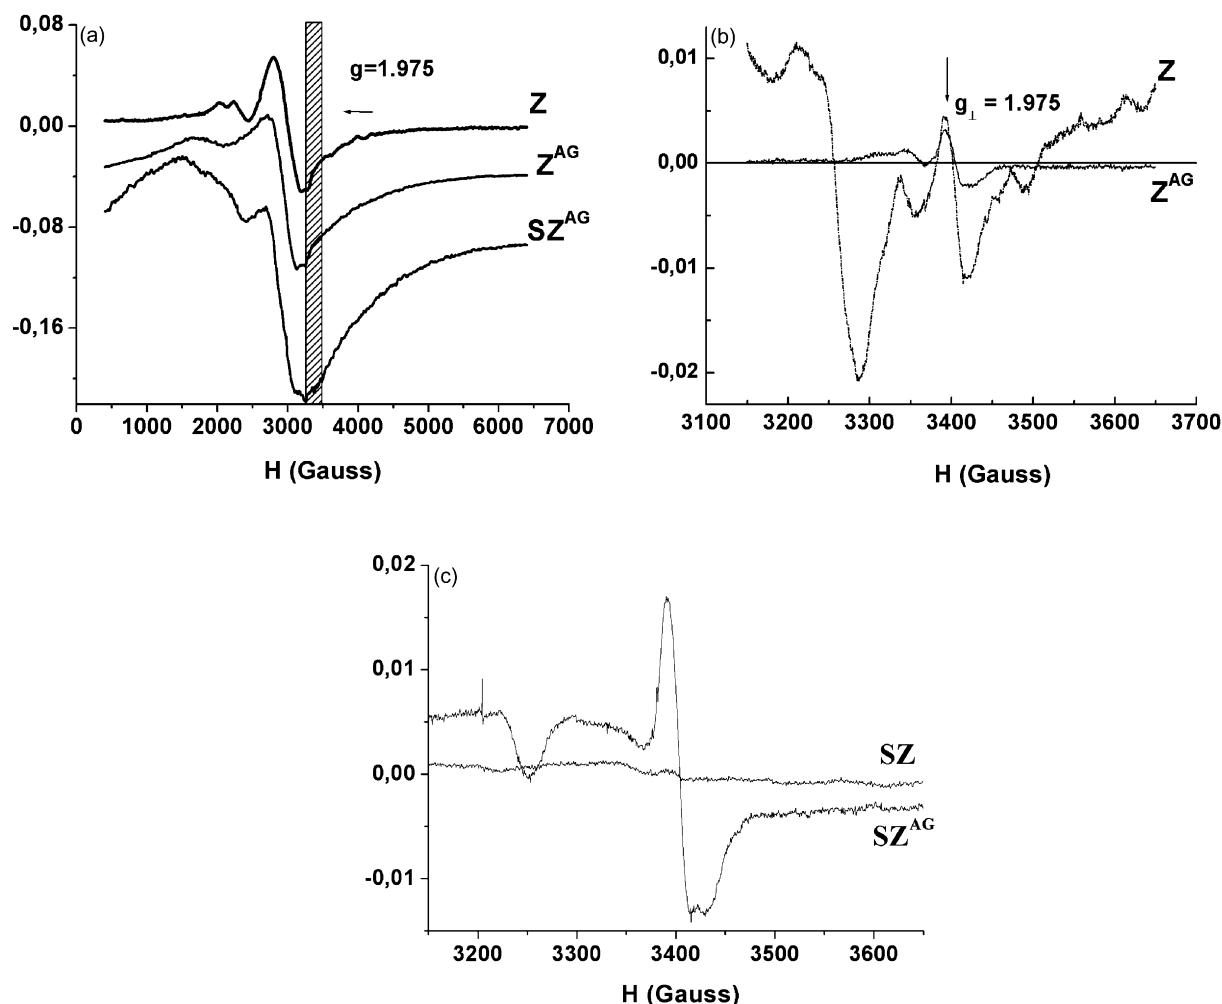 (a)
0,08
0,00
-0,08
-0,16
g=1.975
Z
Z^AG
SZ^AG
0 1000 2000 3000 4000 5000 6000 7000
H (Gauss)
(b)
0,01
0,00
-0,01
-0,02
Z
g⊥ = 1.975
Z^AG
3100 3200 3300 3400 3500 3600 3700
H (Gauss)
(c)
0,02
0,01
0,00
-0,01
SZ
SZ^AG
3200 3300 3400 3500 3600
H (Gauss)